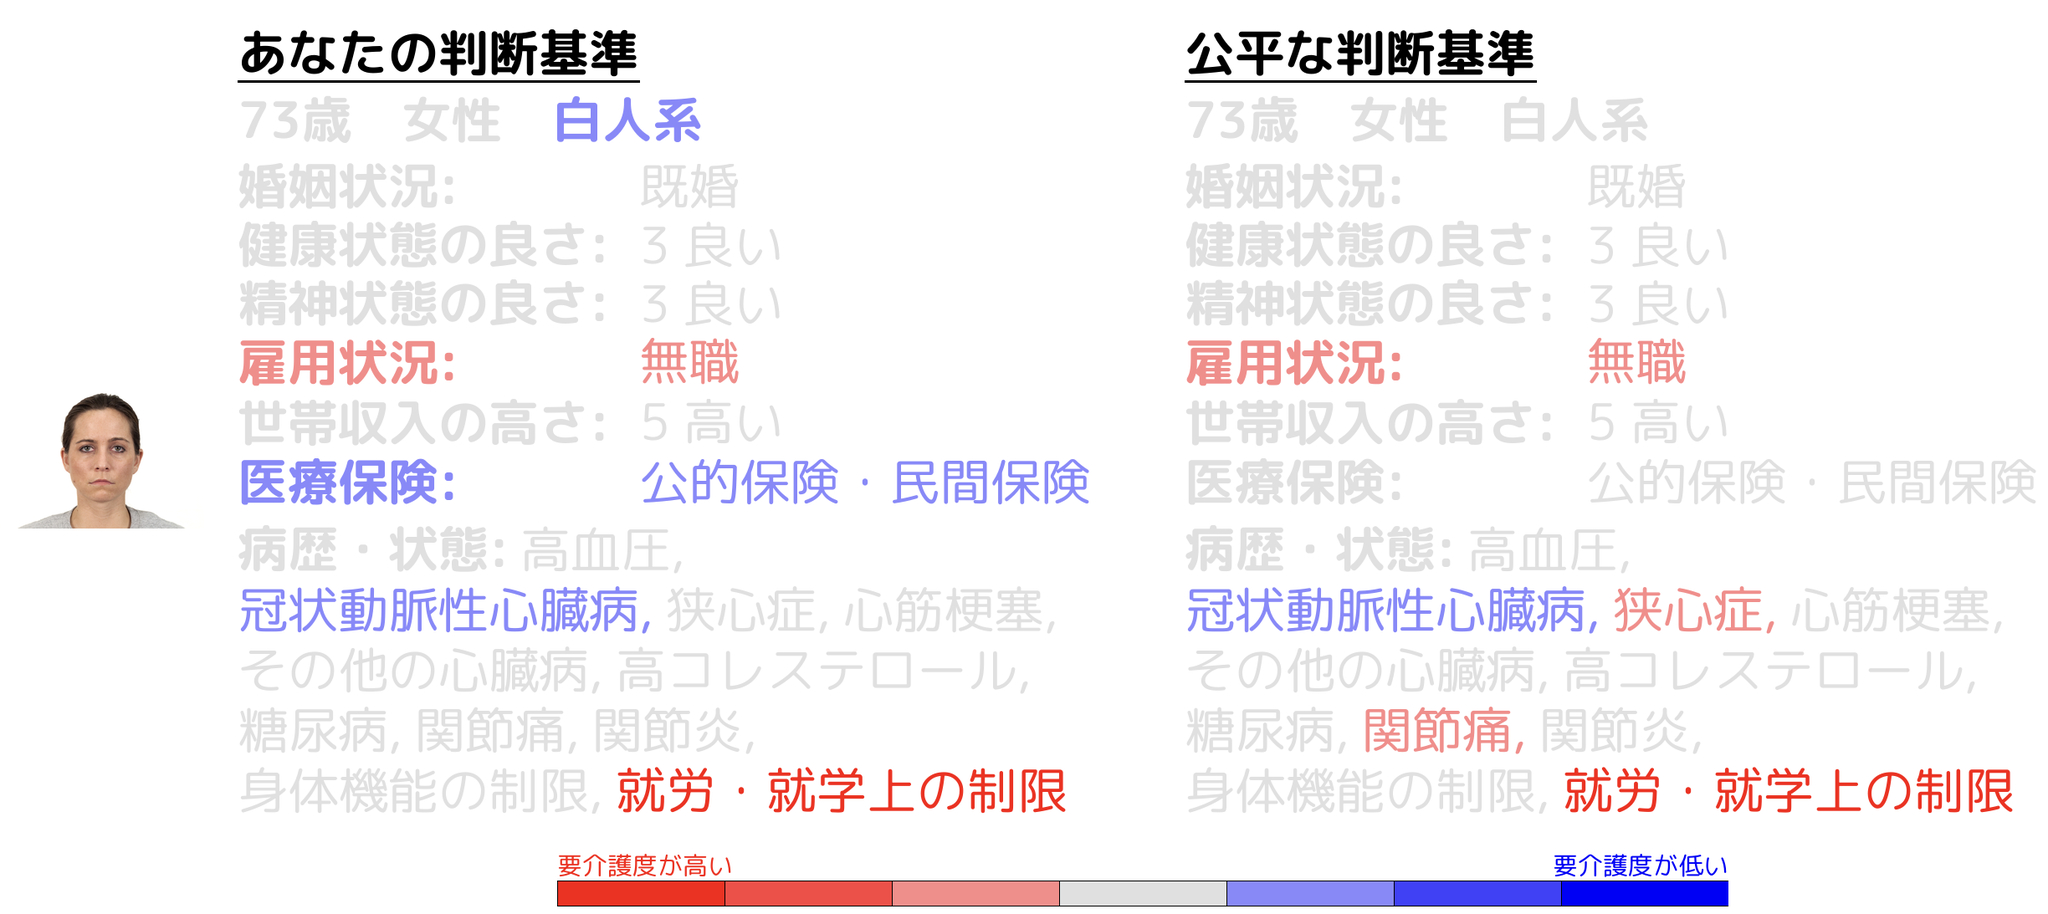 あなたの判断基準
73歳 女性 白人系
婚姻状況: 既婚
健康状態の良さ: 3 良い
精神状態の良さ: 3 良い
雇用状況: 無職
世帯収入の高さ: 5 高い
医療保険: 公的保険・民間保険
病歴・状態: 高血圧,
冠状動脈性心臓病, 狭心症, 心筋梗塞,
その他の心臓病, 高コレステロール,
糖尿病, 関節痛, 関節炎,
身体機能の制限, 就労・就学上の制限
公平な判断基準
73歳 女性 白人系
婚姻状況: 既婚
健康状態の良さ: 3 良い
精神状態の良さ: 3 良い
雇用状況: 無職
世帯収入の高さ: 5 高い
医療保険: 公的保険・民間保険
病歴・状態: 高血圧,
冠状動脈性心臓病, 狭心症, 心筋梗塞,
その他の心臓病, 高コレステロール,
糖尿病, 関節痛, 関節炎,
身体機能の制限, 就労・就学上の制限
要介護度が高い
要介護度が低い